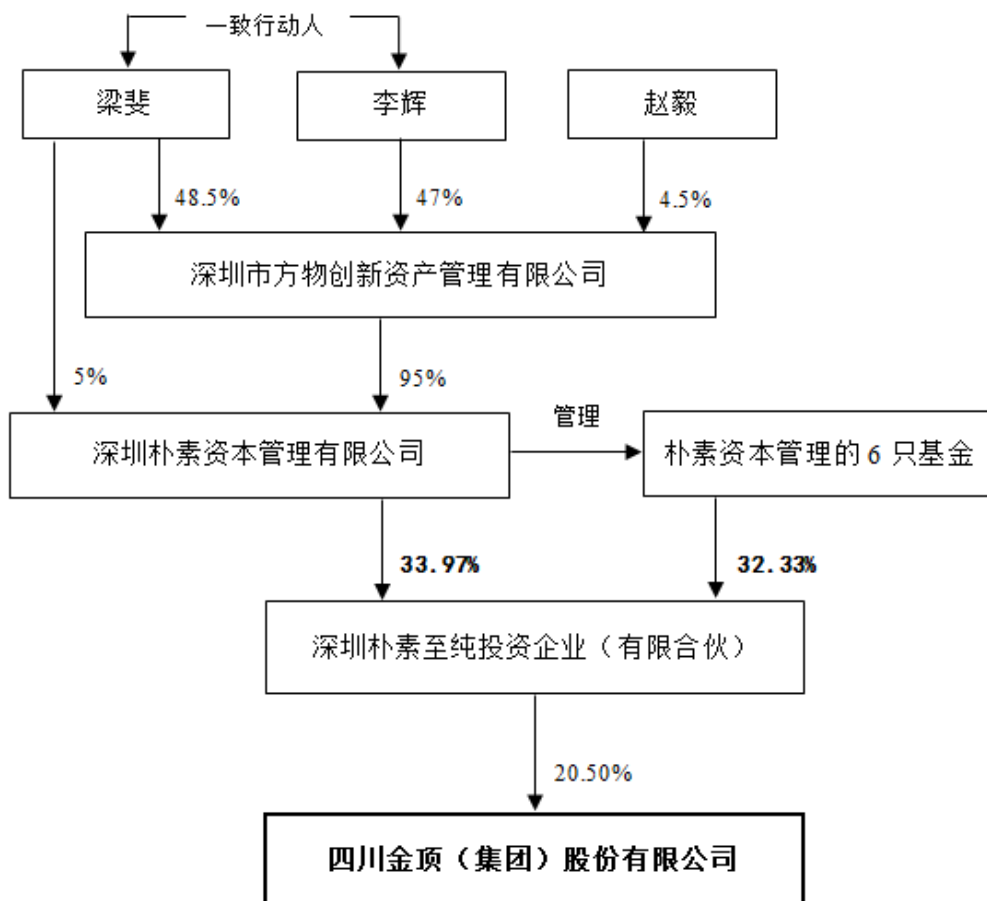 一致行动人
梁斐
李辉
赵毅
48.5%
47%
4.5%
深圳市方物创新资产管理有限公司
5%
95%
深圳朴素资本管理有限公司
管理
朴素资本管理的 6 只基金
33.97%
32.33%
深圳朴素至纯投资企业（有限合伙）
20.50%
四川金顶（集团）股份有限公司